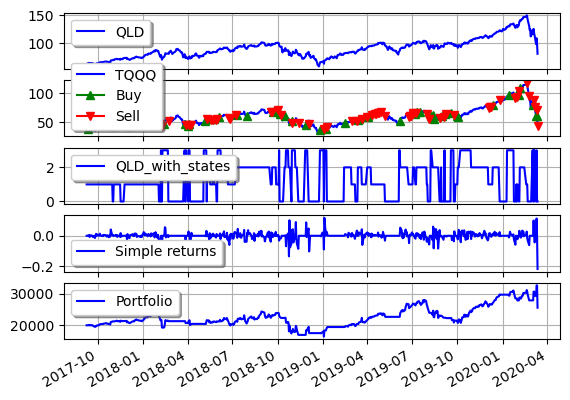 150
QLD
100
TQQQ
100
Buy
50
Sell
2
QLD_with_states
0
0.0
Simple returns
−0.2
30000
Portfolio
20000
2017-10 2018-01 2018-04 2018-07 2018-10 2019-01 2019-04 2019-07 2019-10 2020-01 2020-04